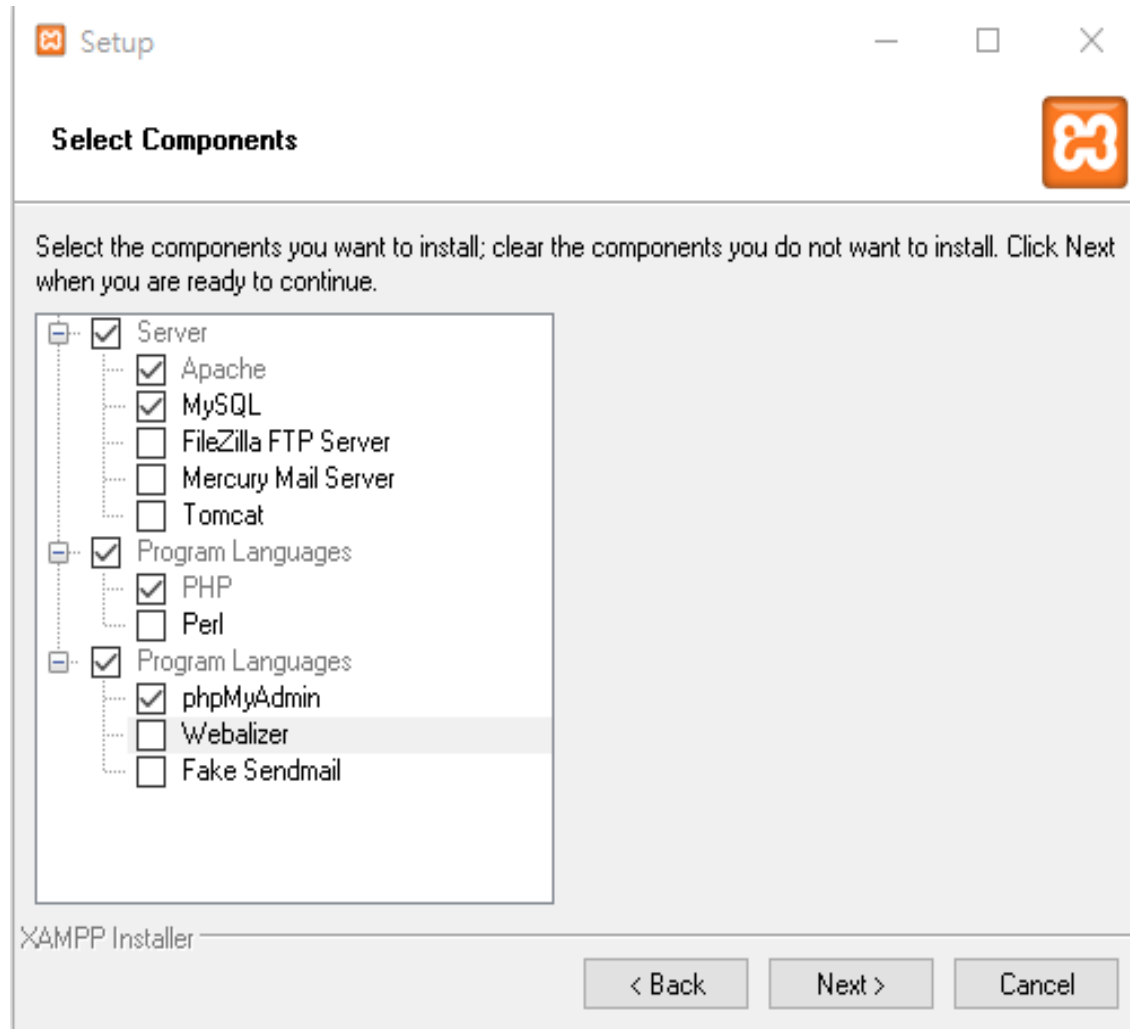 Setup
Select Components
Select the components you want to install; clear the components you do not want to install. Click Next
when you are ready to continue.
Server
Apache
MySQL
FileZilla FTP Server
Mercury Mail Server
Tomcat
Program Languages
PHP
Perl
Program Languages
phpMyAdmin
Webalizer
Fake Sendmail
XAMPP Installer
< Back Next > Cancel